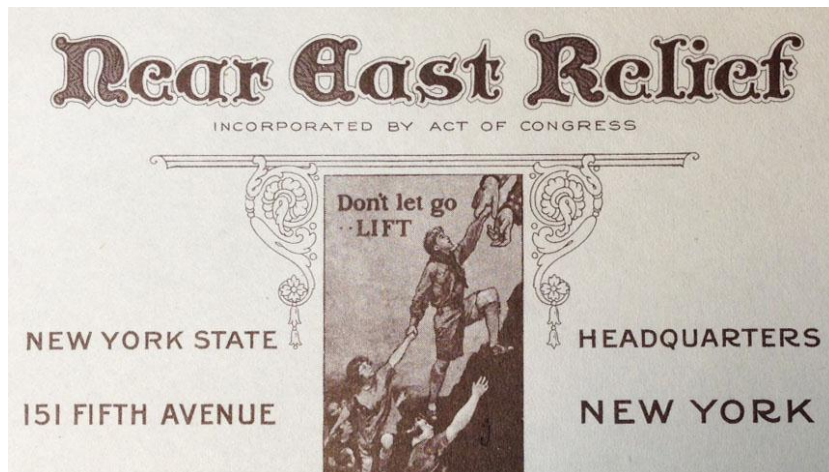 Near East Relief
INCORPORATED BY ACT OF CONGRESS
Don't let go
··LIFT
NEW YORK STATE
HEADQUARTERS
151 FIFTH AVENUE
NEW YORK